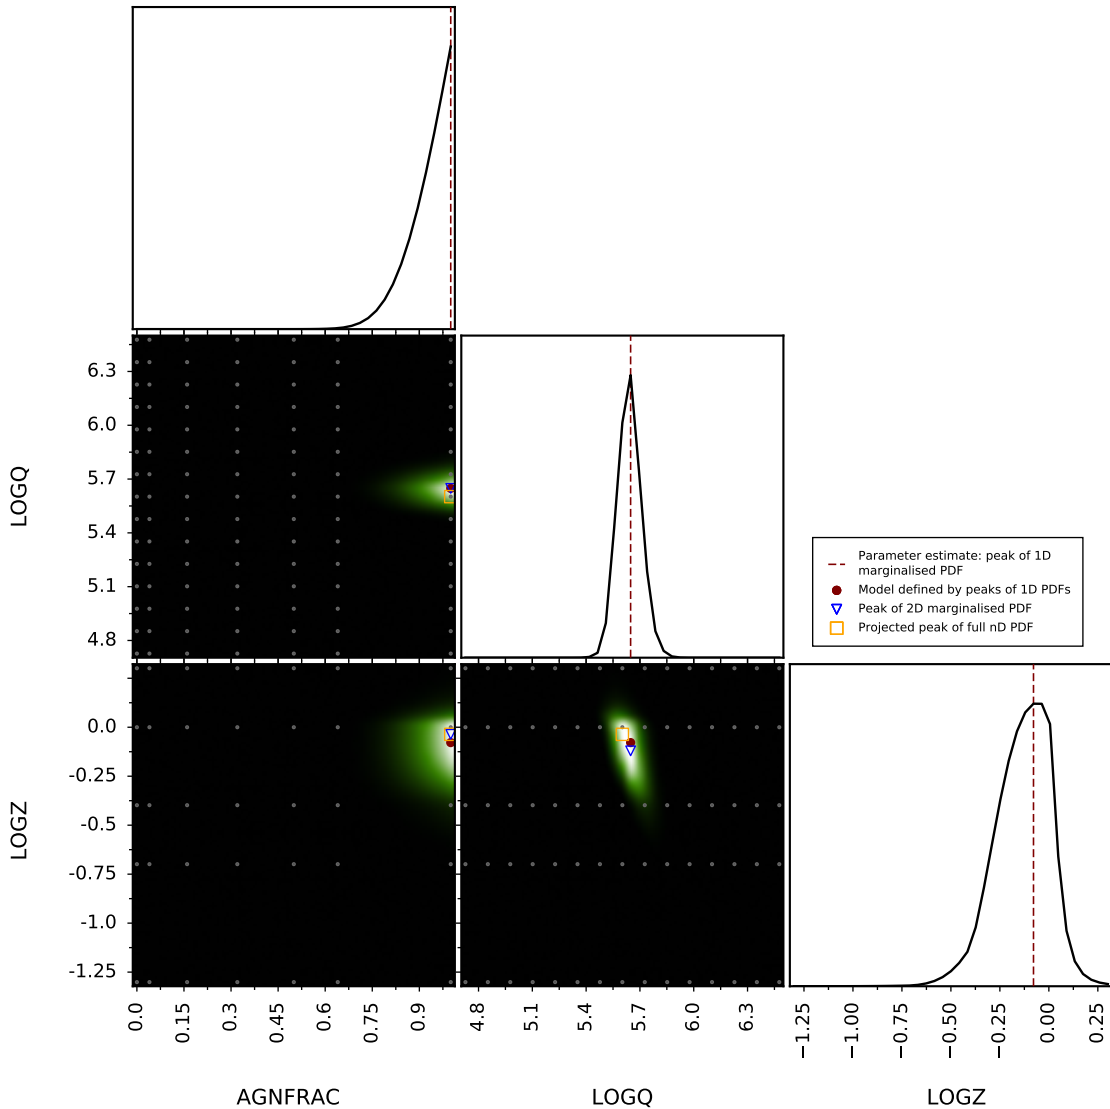 LOGQ
6.3
6.0
5.7
5.4
5.1
4.8
Parameter estimate: peak of 1D
marginalised PDF
Model defined by peaks of 1D PDFs
Peak of 2D marginalised PDF
Projected peak of full nD PDF
LOGZ
0.0
-0.25
-0.5
-0.75
-1.0
-1.25
0.0 0.15 0.3 0.45 0.6 0.75 0.9 4.8 5.1 5.4 5.7 6.0 6.3 −1.25 −1.00 −0.75 −0.50 −0.25 0.00 0.25
AGNFRAC LOGQ LOGZ